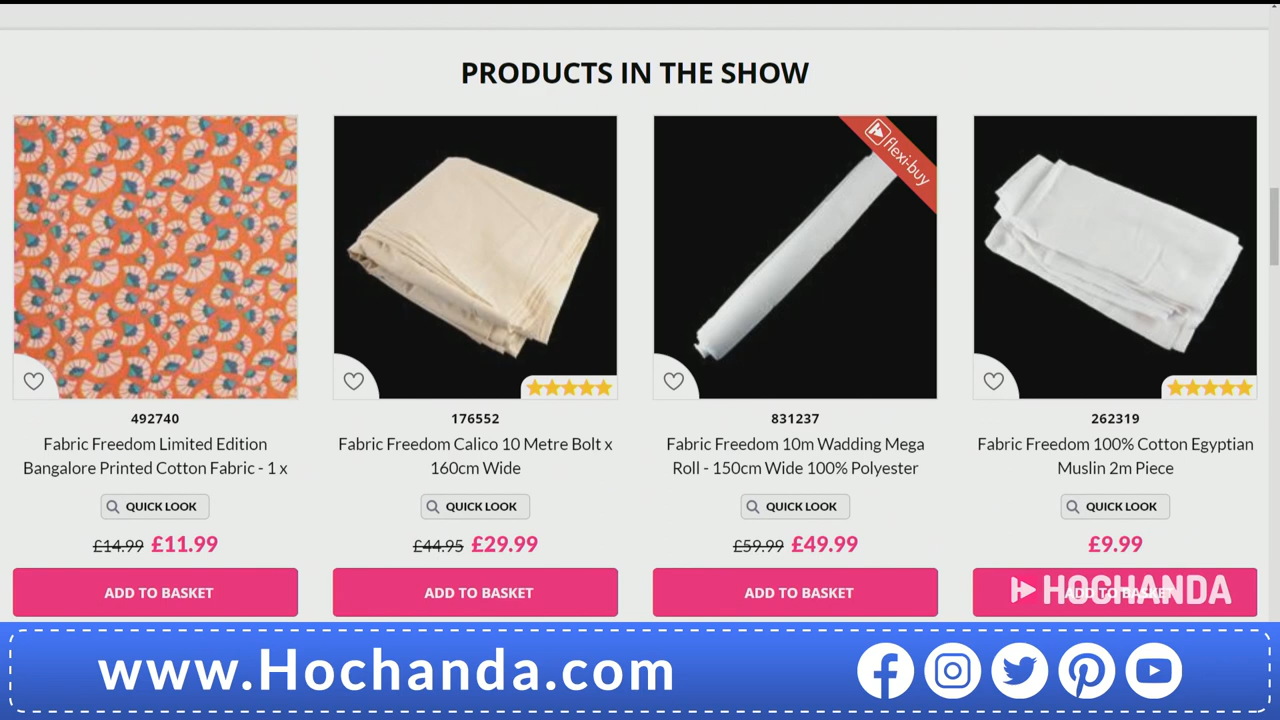 PRODUCTS IN THE SHOW
flexi-buy
492740
Fabric Freedom Limited Edition
Bangalore Printed Cotton Fabric - 1 x
QUICK LOOK
£14.99 £11.99
ADD TO BASKET
176552
Fabric Freedom Calico 10 Metre Bolt x
160cm Wide
QUICK LOOK
£44.95 £29.99
ADD TO BASKET
831237
Fabric Freedom 10m Wadding Mega
Roll - 150cm Wide 100% Polyester
QUICK LOOK
£59.99 £49.99
ADD TO BASKET
262319
Fabric Freedom 100% Cotton Egyptian
Muslin 2m Piece
QUICK LOOK
£9.99
ADD TO BASKET
HOCHANDA
www.Hochanda.com